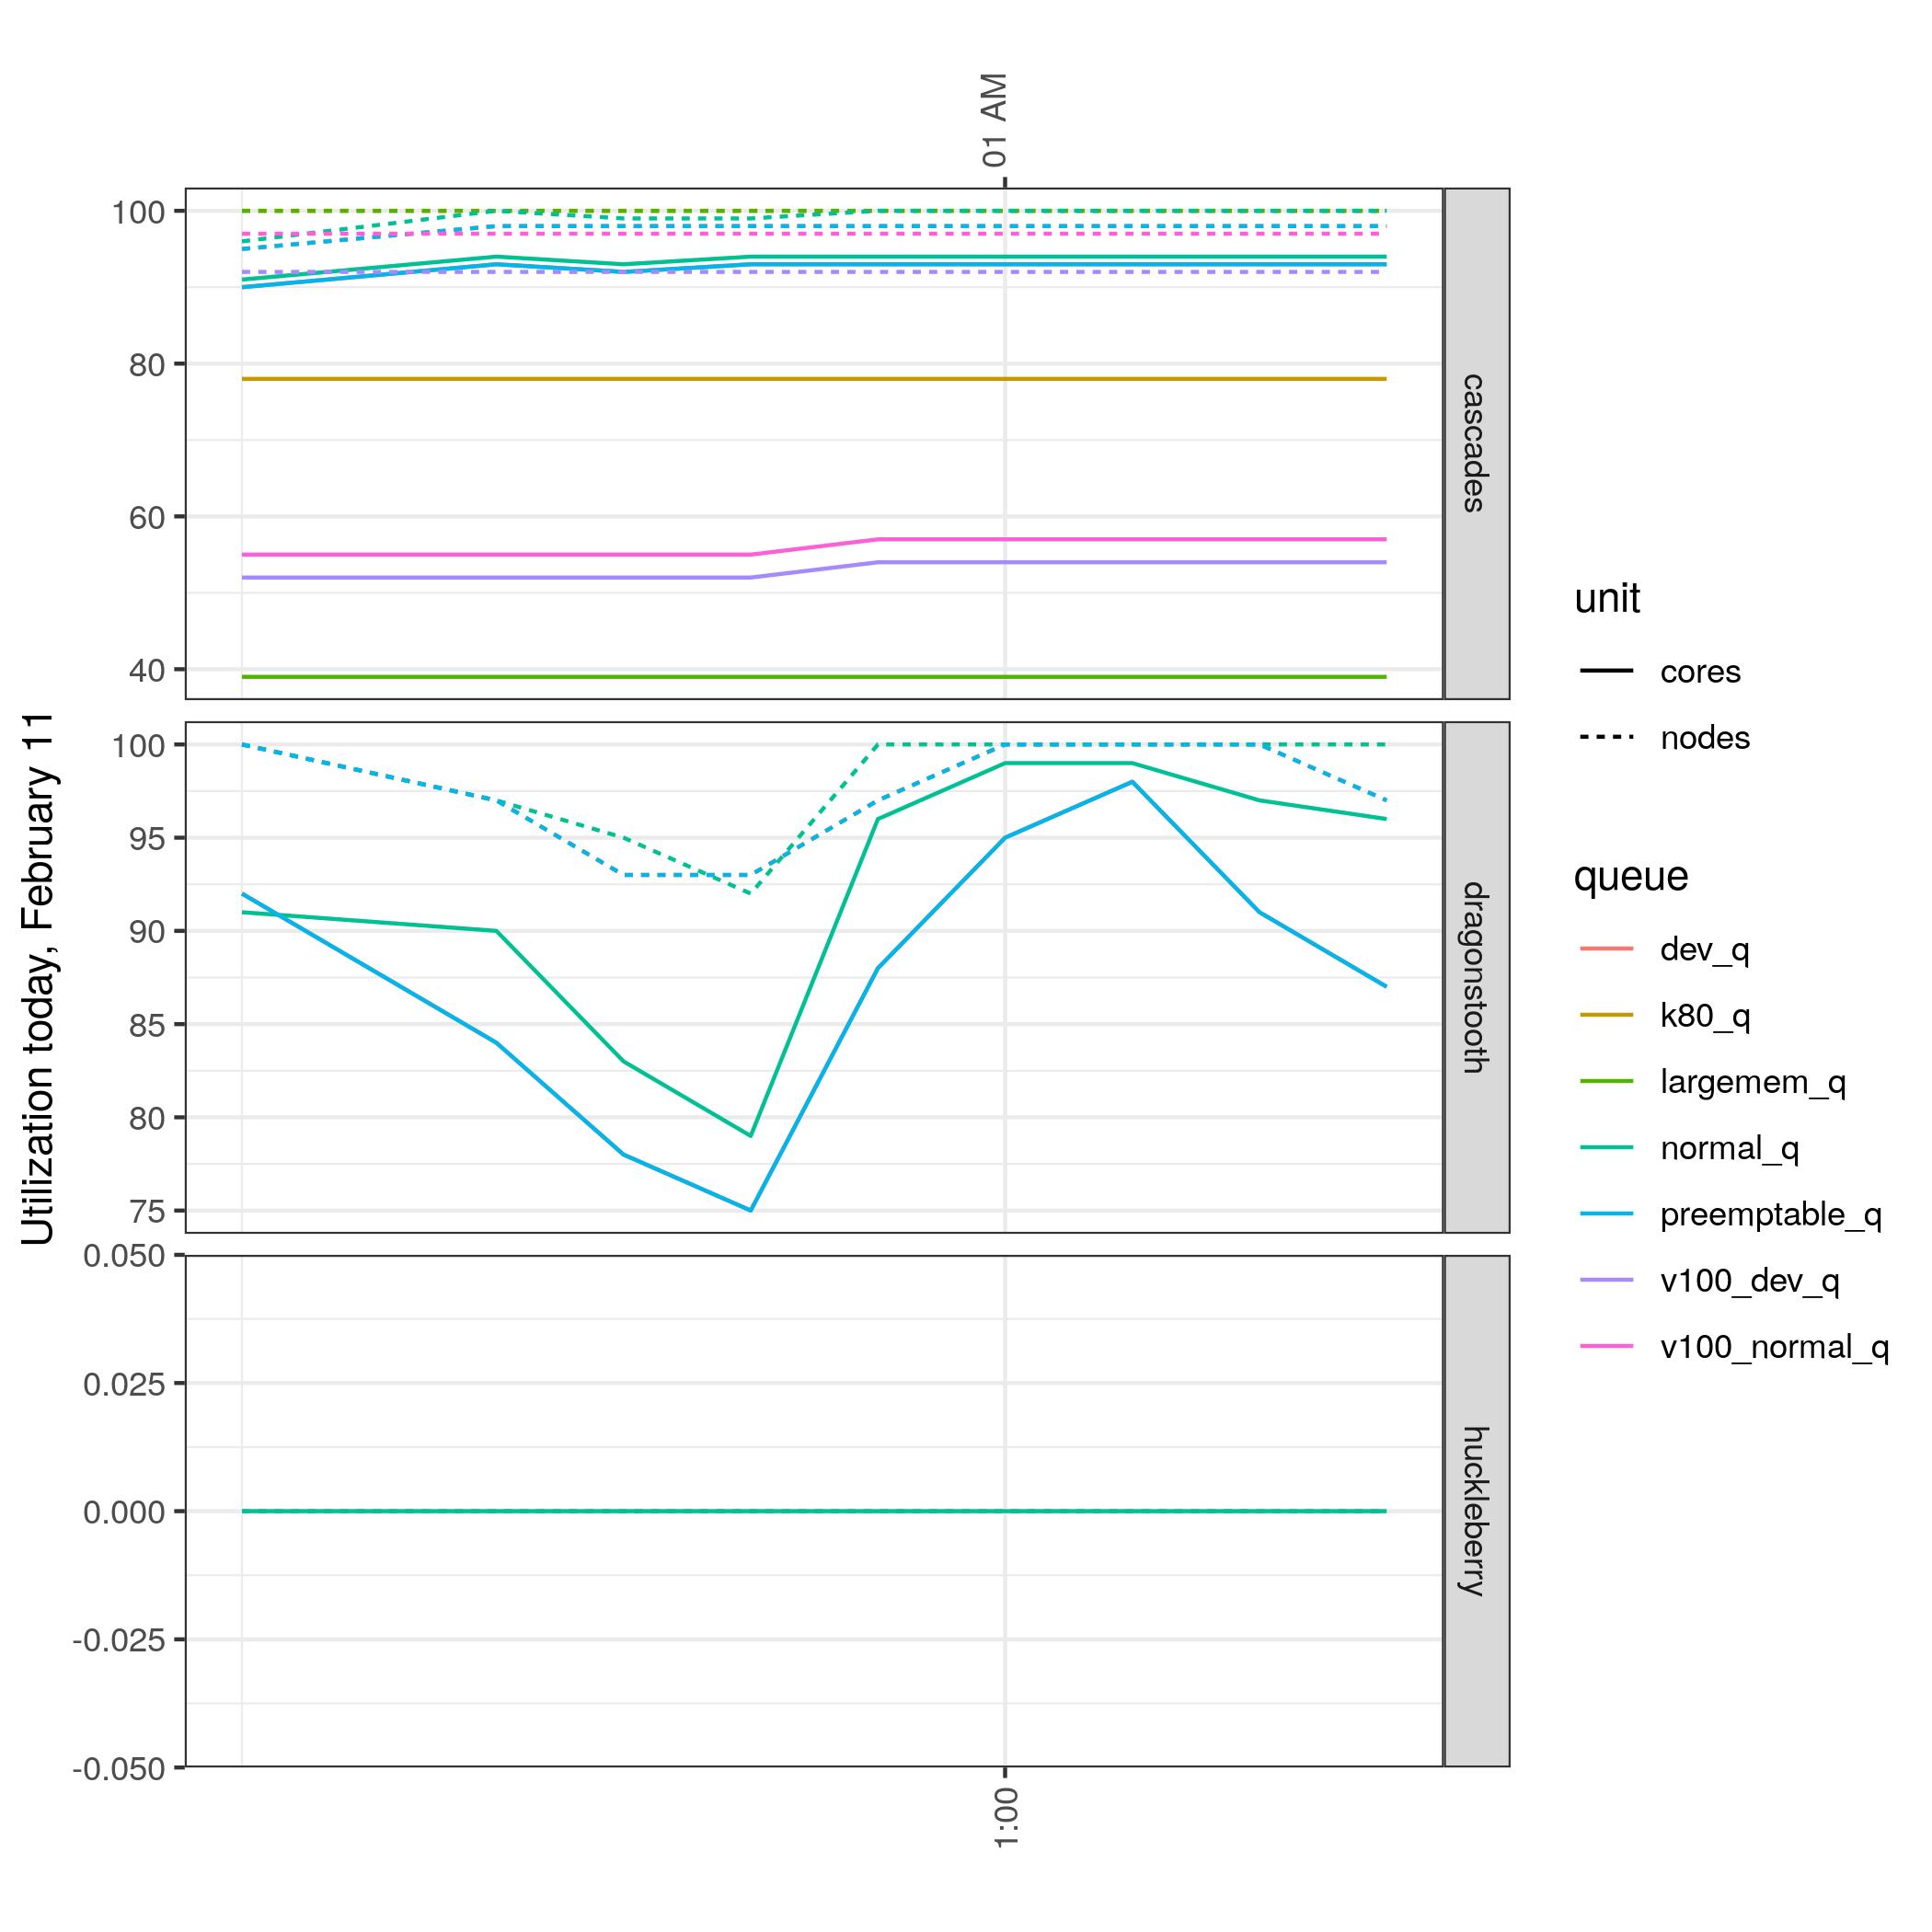 01 AM
100
80
60
40
cascades
Utilization today, February 11
100
95
90
85
80
75
dragonstooth
0.050
0.025
0.000
-0.025
-0.050
huckleberry
1:00
unit
cores
nodes
queue
dev_q
k80_q
largemem_q
normal_q
preemptable_q
v100_dev_q
v100_normal_q